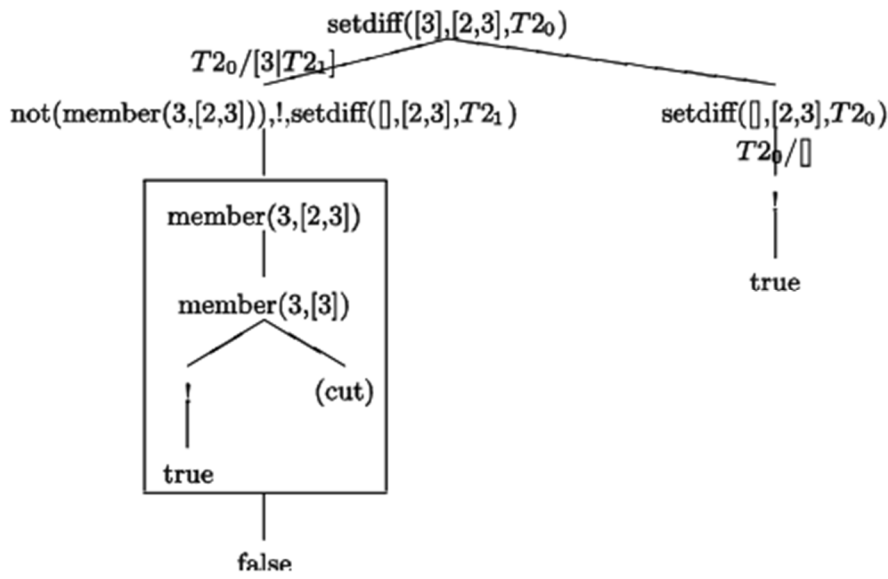 setdiff([3],[2,3],T2₀)
T2₀/[3|T2₁]
not(member(3,[2,3])),!,setdiff([],[2,3],T2₁)
setdiff([],[2,3],T2₀)
T2₀/[]
member(3,[2,3])
!
member(3,[3])
true
!
(cut)
true
false